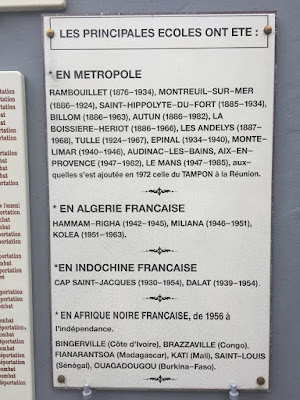 LES PRINCIPALES ECOLES ONT ETE :
* EN METROPOLE
RAMBOUILLET (1876-1934), MONTREUIL-SUR-MER
(1886-1924), SAINT-HIPPOLYTE-DU-FORT (1885-1934),
BILLOM (1886-1963), AUTUN (1886-1982), LA
BOISSIERE-HERIOT (1886-1966), LES ANDELYS (1887-
1968), TULLE (1924-1967), EPINAL (1934-1940), MONTE-
LIMAR (1940-1946), AUDINAC-LES-BAINS, AIX-EN-
PROVENCE (1947-1982), LE MANS (1947-1985), aux-
quelles s'est ajoutée en 1972 celle du TAMPON à la Réunion.
* EN ALGERIE FRANCAISE
HAMMAM-RIGHA (1942-1945), MILIANA (1946-1951),
KOLEA (1951-1963).
*EN INDOCHINE FRANCAISE
CAP SAINT-JACQUES (1930-1954), DALAT (1939-1954).
* EN AFRIQUE NOIRE FRANCAISE, de 1956 à
l'indépendance.
BINGERVILLE (Côte d'Ivoire), BRAZZAVILLE (Congo),
FIANARANTSOA (Madagascar), KATI (Mali), SAINT-LOUIS
(Sénégal), OUAGADOUGOU (Burkina-Faso).